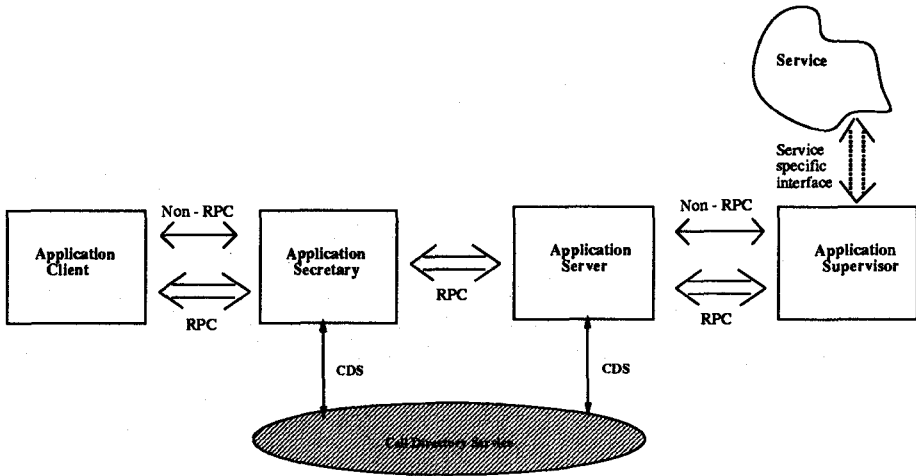 Service
Service
specific
interface
Non - RPC
Non - RPC
Application
Client
Application
Secretary
Application
Server
Application
Supervisor
RPC
RPC
RPC
CDS
CDS
Cell Directory Service